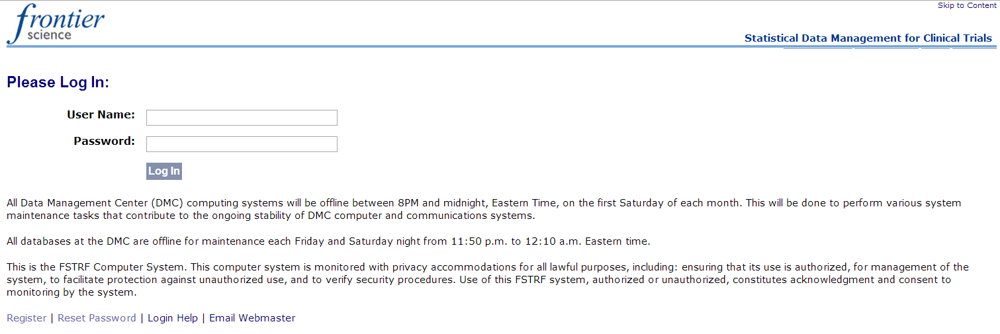 Skip to Content
frontier
science
Statistical Data Management for Clinical Trials
Please Log In:
User Name:
Password:
Log In
All Data Management Center (DMC) computing systems will be offline between 8PM and midnight, Eastern Time, on the first Saturday of each month. This will be done to perform various system
maintenance tasks that contribute to the ongoing stability of DMC computer and communications systems.
All databases at the DMC are offline for maintenance each Friday and Saturday night from 11:50 p.m. to 12:10 a.m. Eastern time.
This is the FSTRF Computer System. This computer system is monitored with privacy accommodations for all lawful purposes, including: ensuring that its use is authorized, for management of the
system, to facilitate protection against unauthorized use, and to verify security procedures. Use of this FSTRF system, authorized or unauthorized, constitutes acknowledgment and consent to
monitoring by the system.
Register | Reset Password | Login Help | Email Webmaster